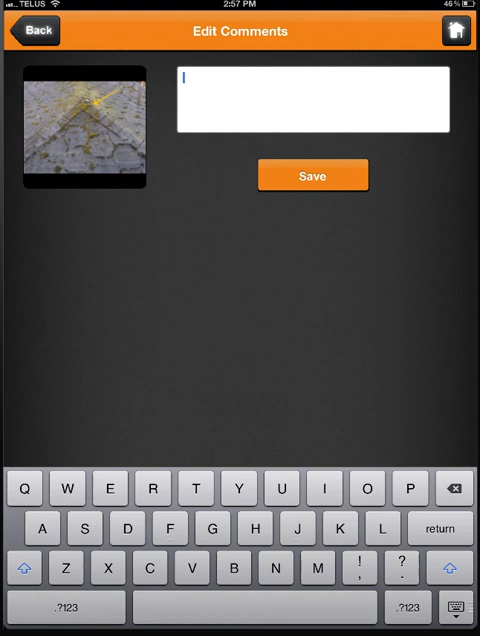 TELUS 2:57 PM 46%
Back Edit Comments
Save
Q W E R T Y U I O P
A S D F G H J K L return
Z X C V B N M ! , ? .
.?123 .?123